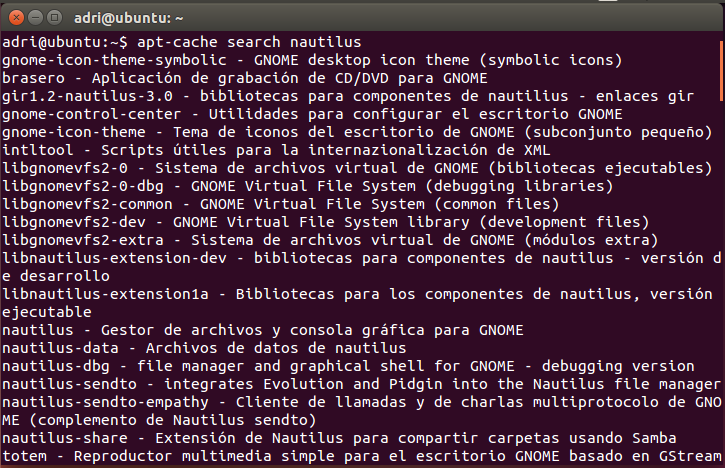 adri@ubuntu: ~
adri@ubuntu:~$ apt-cache search nautilus
gnome-icon-theme-symbolic - GNOME desktop icon theme (symbolic icons)
brasero - Aplicación de grabación de CD/DVD para GNOME
gir1.2-nautilus-3.0 - bibliotecas para componentes de nautilius - enlaces gir
gnome-control-center - Utilidades para configurar el escritorio GNOME
gnome-icon-theme - Tema de iconos del escritorio de GNOME (subconjunto pequeño)
intltool - Scripts útiles para la internazionalización de XML
libgnomevfs2-0 - Sistema de archivos virtual de GNOME (bibliotecas ejecutables)
libgnomevfs2-0-dbg - GNOME Virtual File System (debugging libraries)
libgnomevfs2-common - GNOME Virtual File System (common files)
libgnomevfs2-dev - GNOME Virtual File System library (development files)
libgnomevfs2-extra - Sistema de archivos virtual de GNOME (módulos extra)
libnautilus-extension-dev - bibliotecas para componentes de nautilus - versión d
e desarrollo
libnautilus-extension1a - Bibliotecas para los componentes de nautilus, versión
ejecutable
nautilus - Gestor de archivos y consola gráfica para GNOME
nautilus-data - Archivos de datos de nautilus
nautilus-dbg - file manager and graphical shell for GNOME - debugging version
nautilus-sendto - integrates Evolution and Pidgin into the Nautilus file manager
nautilus-sendto-empathy - Cliente de llamadas y de charlas multiprotocolo de GNO
ME (complemento de Nautilus sendto)
nautilus-share - Extensión de Nautilus para compartir carpetas usando Samba
totem - Reproductor multimedia simple para el escritorio GNOME basado en GStream